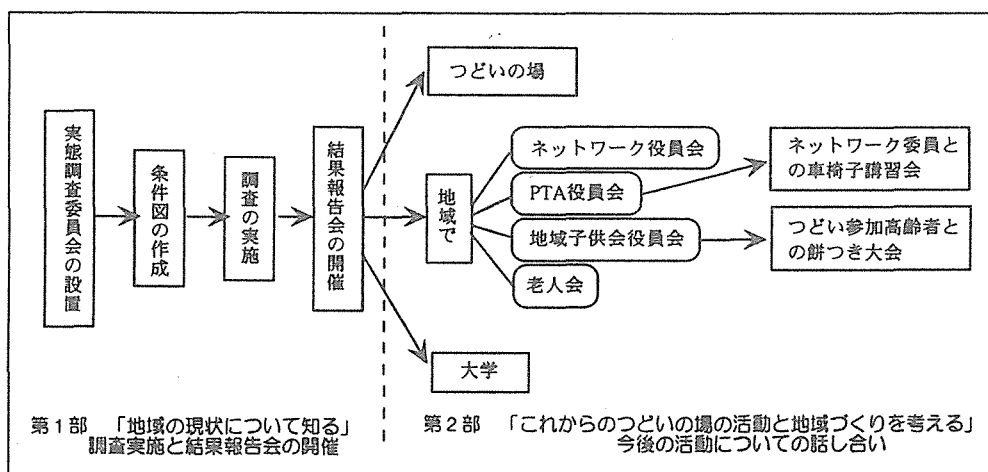 実態調査委員会の設置
条件図の作成
調査の実施
結果報告会の開催
つどいの場
地域で
大学
ネットワーク役員会
PTA役員会
地域子供会役員会
老人会
ネットワーク委員と
の車椅子講習会
つどい参加高齢者と
の餅つき大会
第1部 「地域の現状について知る」
調査実施と結果報告会の開催
第2部 「これからのつどいの場の活動と地域づくりを考える」
今後の活動についての話し合い